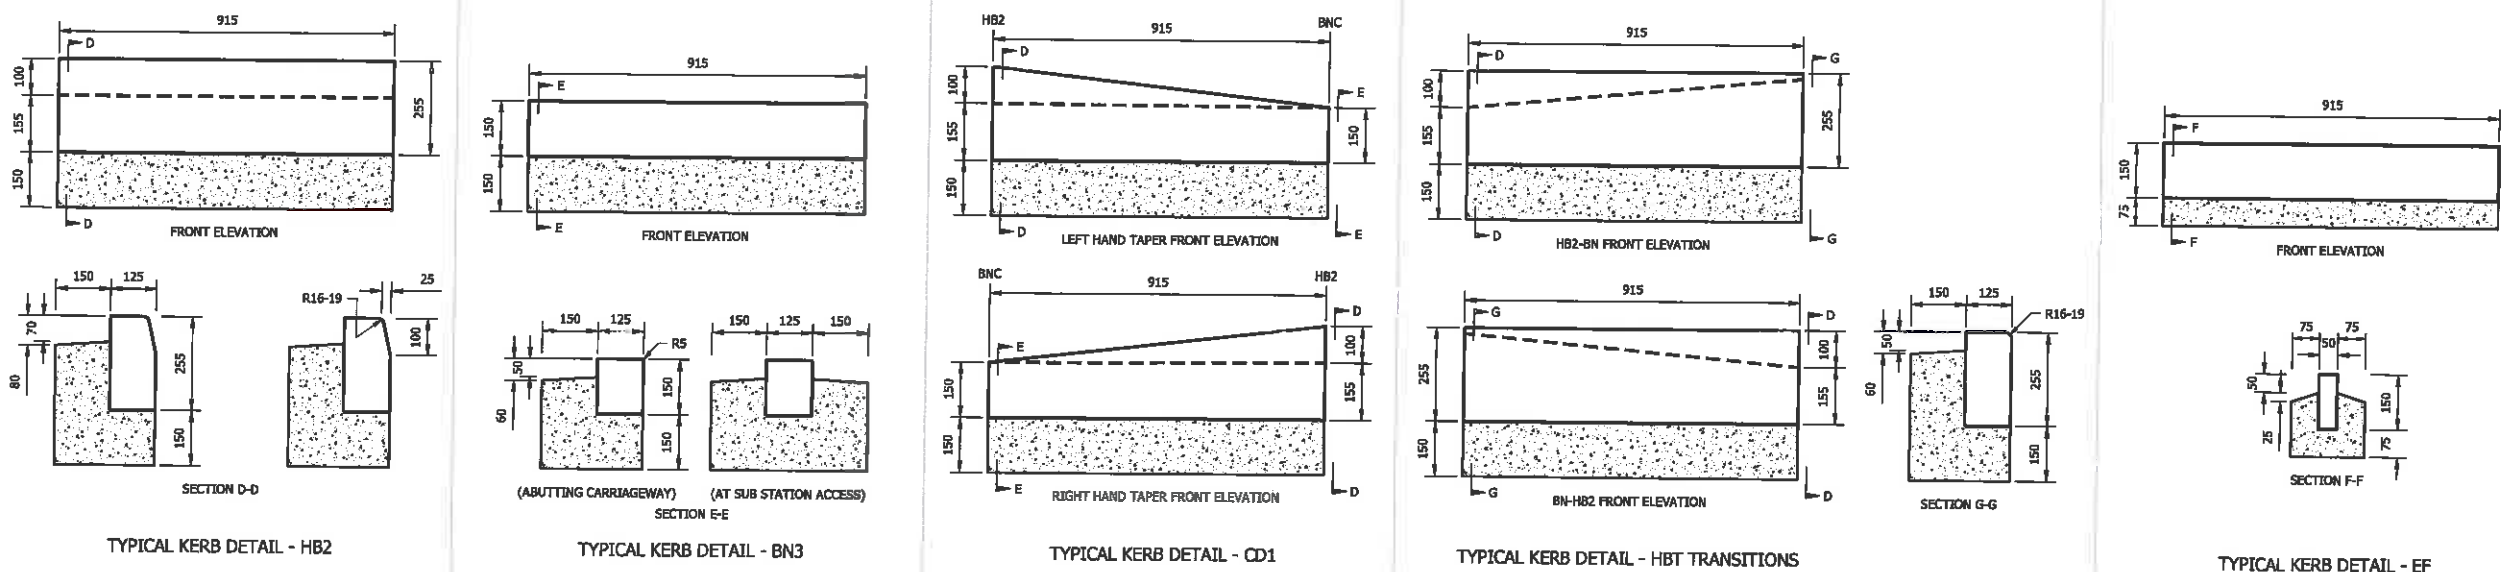 915
D
100
155
150
255
D
FRONT ELEVATION
150
125
70
80
255
150
R16-19
25
100
SECTION D-D
TYPICAL KERB DETAIL - HB2
915
E
150
150
E
FRONT ELEVATION
150
125
50
60
R5
150
150
150
125
150
(ABUTTING CARRIAGEWAY)
(AT SUB STATION ACCESS)
SECTION E-E
TYPICAL KERB DETAIL - BN3
HB2
BNC
915
D
E
100
155
150
150
D
E
LEFT HAND TAPER FRONT ELEVATION
BNC
HB2
915
E
D
150
150
100
155
E
D
RIGHT HAND TAPER FRONT ELEVATION
TYPICAL KERB DETAIL - CD1
915
D
G
100
155
150
255
D
G
HB2-BN FRONT ELEVATION
915
G
D
255
150
100
155
G
D
BN-HB2 FRONT ELEVATION
150
125
R16-19
50
60
255
150
SECTION G-G
TYPICAL KERB DETAIL - HBT TRANSITIONS
915
F
150
75
F
FRONT ELEVATION
75
75
50
50
25
150
75
SECTION F-F
TYPICAL KERB DETAIL - EF